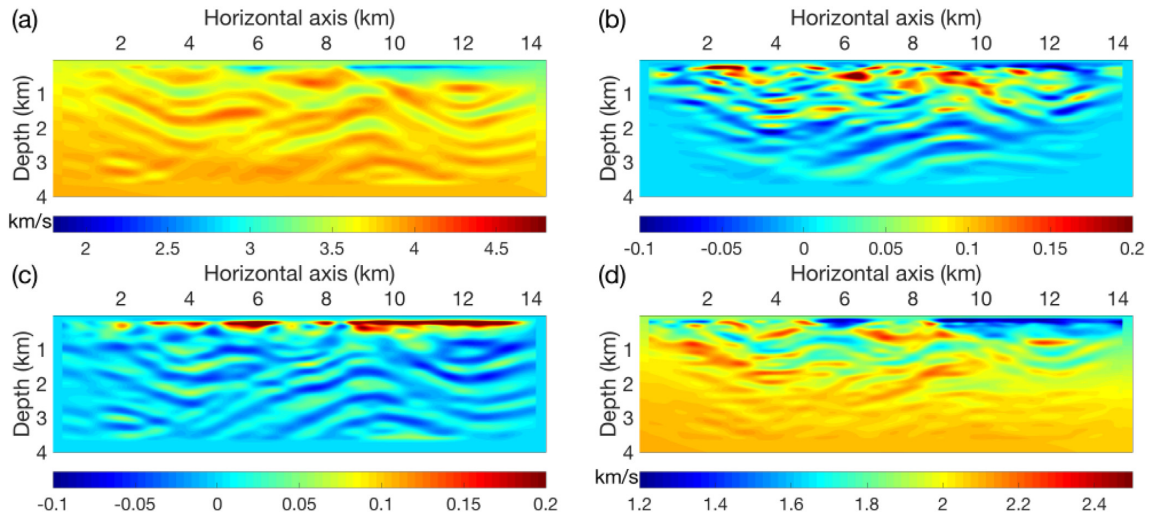 (a)
Horizontal axis (km)
2 4 6 8 10 12 14
Depth (km)
1
2
3
4
km/s
2 2.5 3 3.5 4 4.5
(b)
Horizontal axis (km)
2 4 6 8 10 12 14
Depth (km)
1
2
3
4
-0.1 -0.05 0 0.05 0.1 0.15 0.2
(c)
Horizontal axis (km)
2 4 6 8 10 12 14
Depth (km)
1
2
3
4
-0.1 -0.05 0 0.05 0.1 0.15 0.2
(d)
Horizontal axis (km)
2 4 6 8 10 12 14
Depth (km)
1
2
3
4
km/s
1.2 1.4 1.6 1.8 2 2.2 2.4